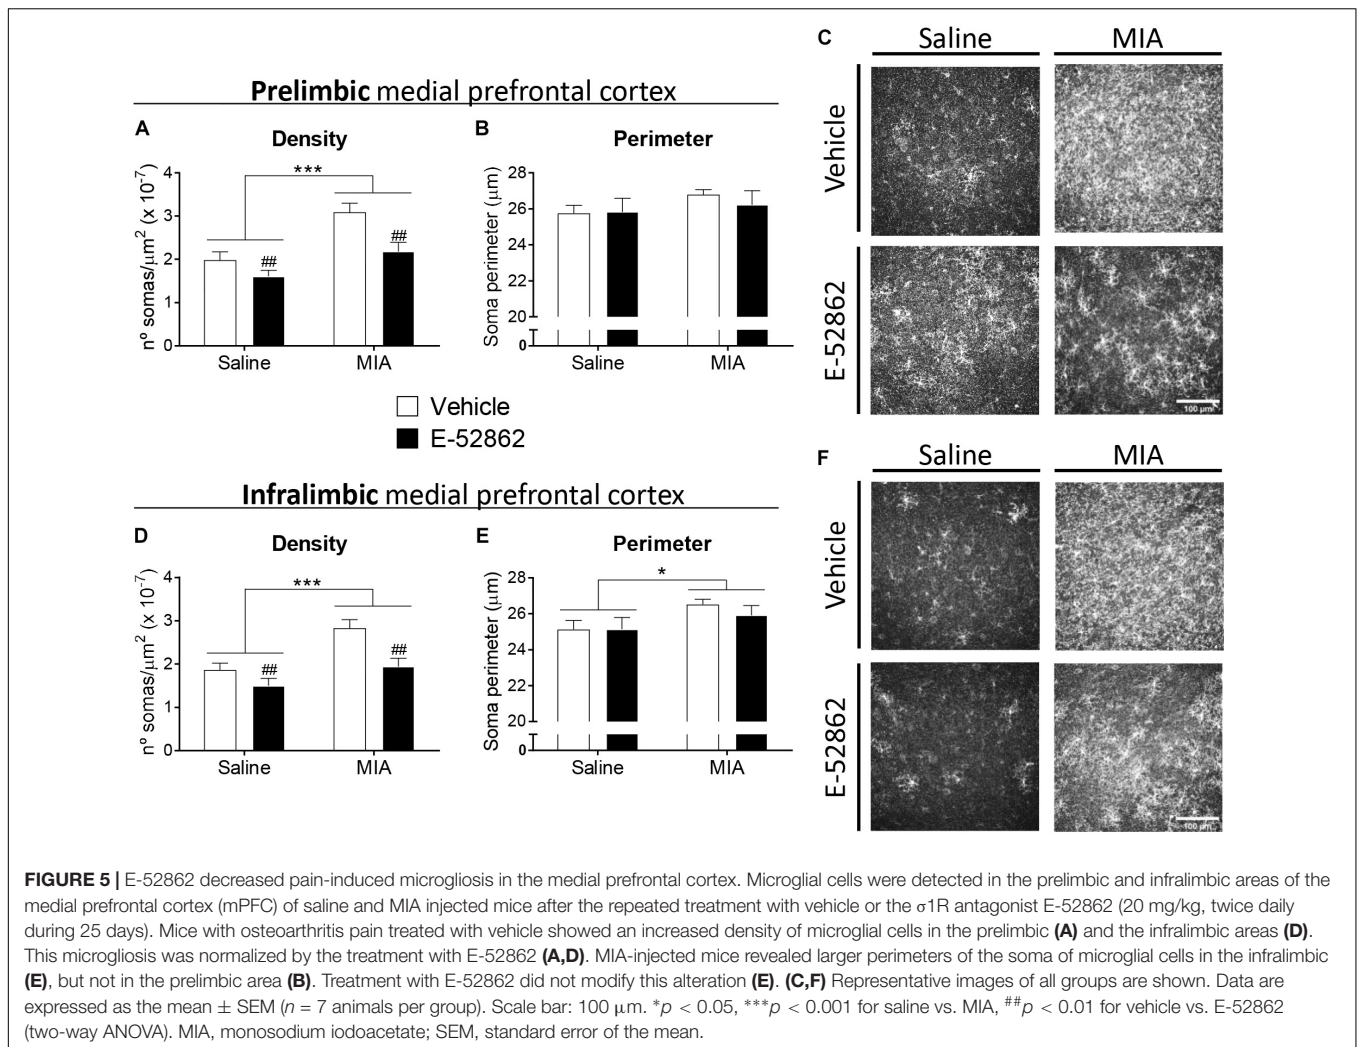 Prelimbic medial prefrontal cortex
A
Density
nº somas/μm² (x 10⁻⁷)
4
3
2
1
0
***
##
##
Saline
MIA
B
Perimeter
Soma perimeter (μm)
28
26
24
22
20
0
Saline
MIA
Vehicle
E-52862
Infralimbic medial prefrontal cortex
D
Density
nº somas/μm² (x 10⁻⁷)
4
3
2
1
0
***
##
##
Saline
MIA
E
Perimeter
Soma perimeter (μm)
28
26
24
22
20
0
*
Saline
MIA
C
Saline
MIA
Vehicle
E-52862
100 μm
F
Saline
MIA
Vehicle
E-52862
100 μm
FIGURE 5 | E-52862 decreased pain-induced microgliosis in the medial prefrontal cortex. Microglial cells were detected in the prelimbic and infralimbic areas of the
medial prefrontal cortex (mPFC) of saline and MIA injected mice after the repeated treatment with vehicle or the σ1R antagonist E-52862 (20 mg/kg, twice daily
during 25 days). Mice with osteoarthritis pain treated with vehicle showed an increased density of microglial cells in the prelimbic (A) and the infralimbic areas (D).
This microgliosis was normalized by the treatment with E-52862 (A,D). MIA-injected mice revealed larger perimeters of the soma of microglial cells in the infralimbic
(E), but not in the prelimbic area (B). Treatment with E-52862 did not modify this alteration (E). (C,F) Representative images of all groups are shown. Data are
expressed as the mean ± SEM (n = 7 animals per group). Scale bar: 100 μm. *p < 0.05, ***p < 0.001 for saline vs. MIA, ##p < 0.01 for vehicle vs. E-52862
(two-way ANOVA). MIA, monosodium iodoacetate; SEM, standard error of the mean.